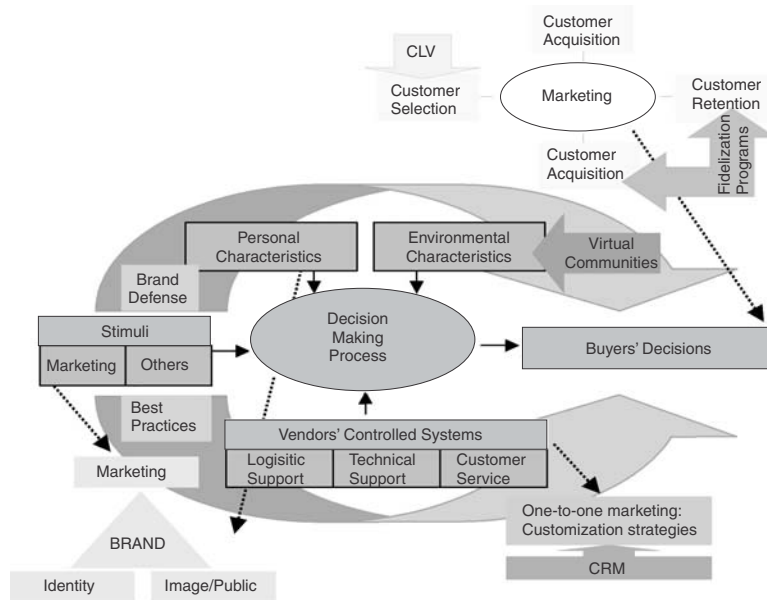 Customer
Acquisition
CLV
Customer
Selection
Marketing
Customer
Retention
Customer
Acquisition
Fidelization
Programs
Personal
Characteristics
Environmental
Characteristics
Virtual
Communities
Brand
Defense
Decision
Making
Process
Stimuli
Marketing
Others
Buyers' Decisions
Best
Practices
Vendors' Controlled Systems
Logisitic
Support
Technical
Support
Customer
Service
Marketing
One-to-one marketing:
Customization strategies
BRAND
CRM
Identity
Image/Public